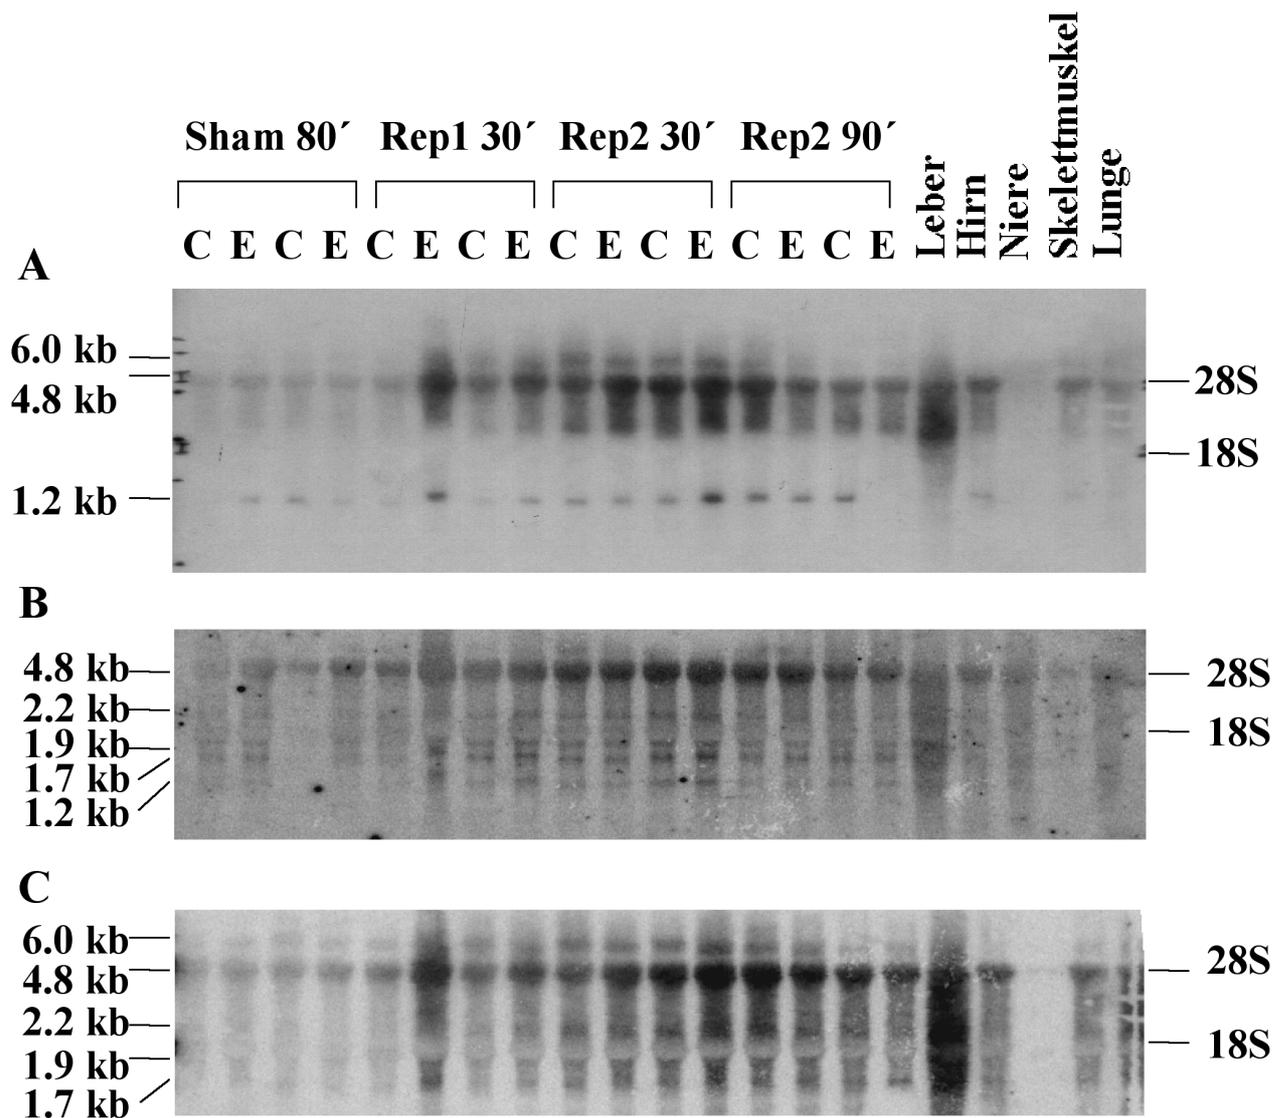 Sham 80´ Rep1 30´ Rep2 30´ Rep2 90´ Leber Hirn Niere Skelettmuskel Lunge
C E C E C E C E C E C E C E C E
A
6.0 kb
4.8 kb
1.2 kb
28S
18S
B
4.8 kb
2.2 kb
1.9 kb
1.7 kb
1.2 kb
28S
18S
C
6.0 kb
4.8 kb
2.2 kb
1.9 kb
1.7 kb
28S
18S